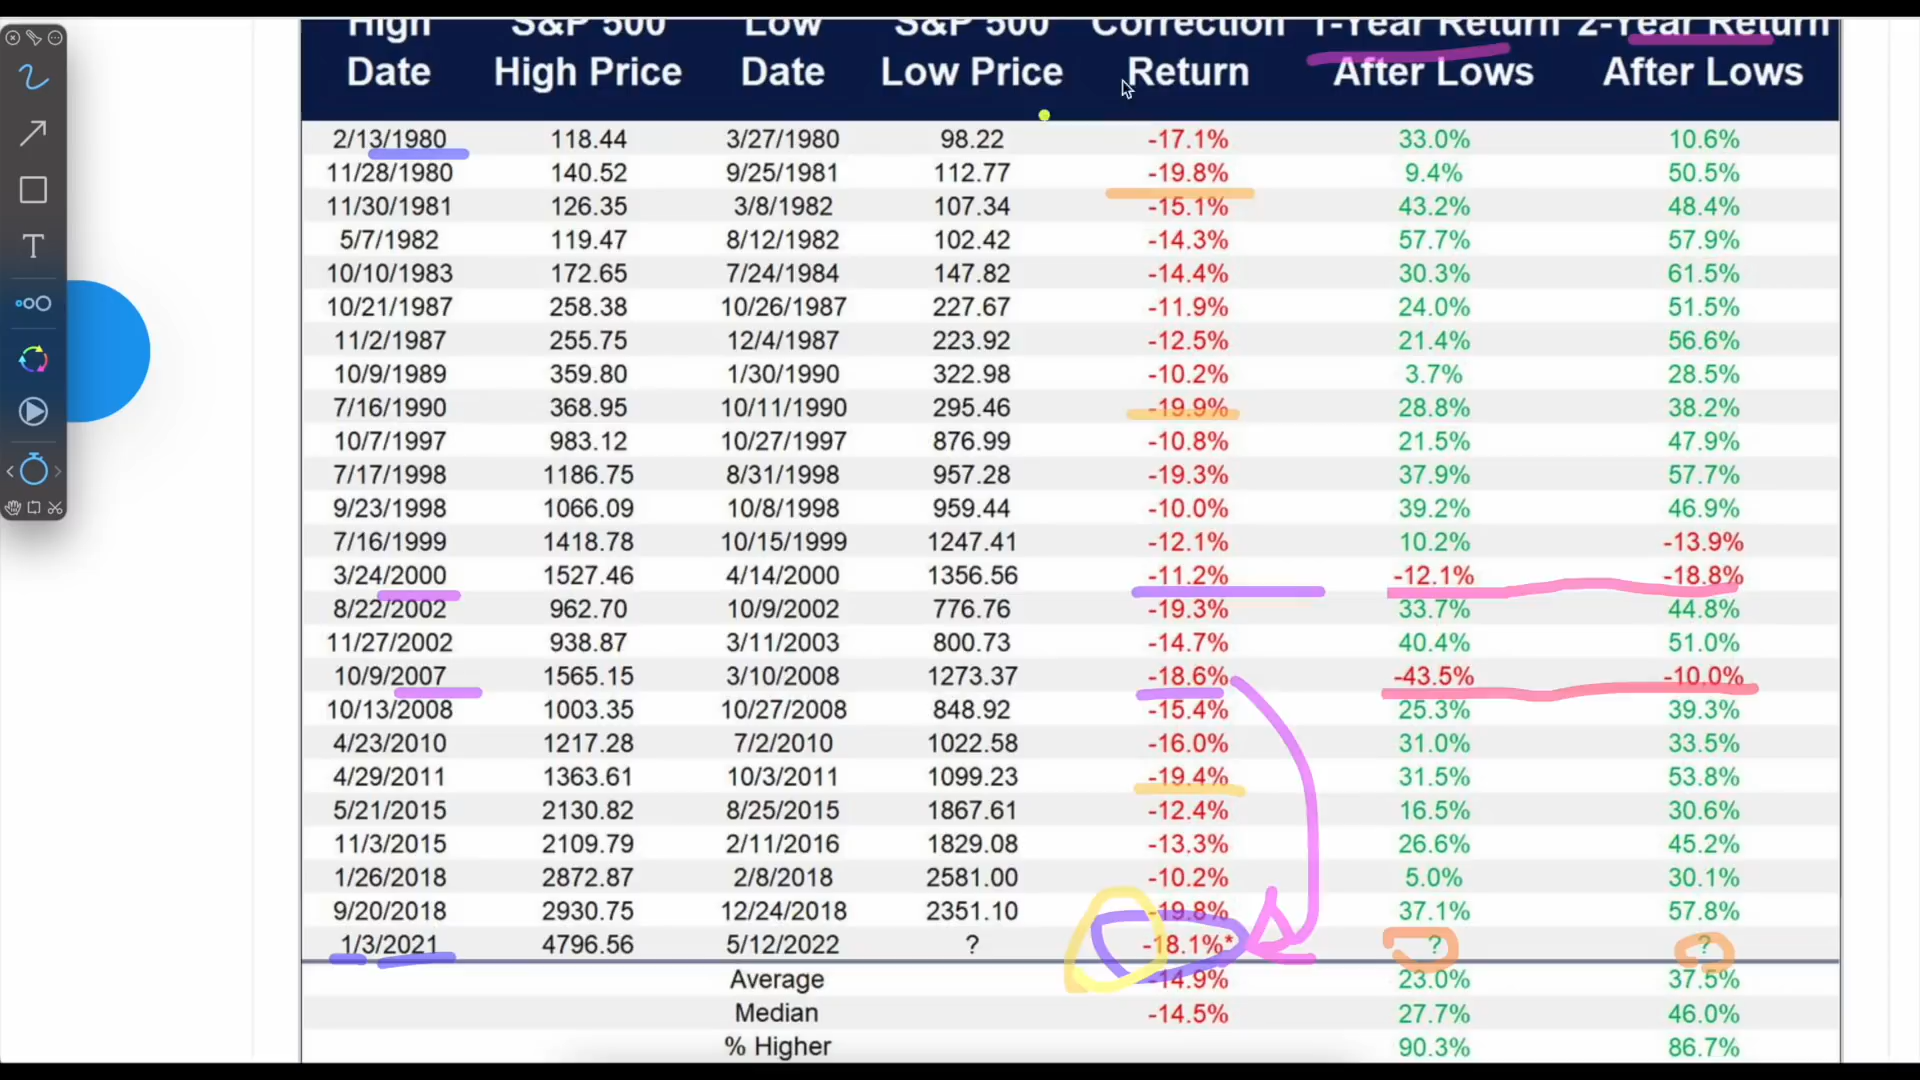 High S&P 500 Low S&P 500 Correction 1-Year Return 2-Year Return
Date High Price Date Low Price Return After Lows After Lows
2/13/1980 118.44 3/27/1980 98.22 -17.1% 33.0% 10.6%
11/28/1980 140.52 9/25/1981 112.77 -19.8% 9.4% 50.5%
11/30/1981 126.35 3/8/1982 107.34 -15.1% 43.2% 48.4%
5/7/1982 119.47 8/12/1982 102.42 -14.3% 57.7% 57.9%
10/10/1983 172.65 7/24/1984 147.82 -14.4% 30.3% 61.5%
10/21/1987 258.38 10/26/1987 227.67 -11.9% 24.0% 51.5%
11/2/1987 255.75 12/4/1987 223.92 -12.5% 21.4% 56.6%
10/9/1989 359.80 1/30/1990 322.98 -10.2% 3.7% 28.5%
7/16/1990 368.95 10/11/1990 295.46 -19.9% 28.8% 38.2%
10/7/1997 983.12 10/27/1997 876.99 -10.8% 21.5% 47.9%
7/17/1998 1186.75 8/31/1998 957.28 -19.3% 37.9% 57.7%
9/23/1998 1066.09 10/8/1998 959.44 -10.0% 39.2% 46.9%
7/16/1999 1418.78 10/15/1999 1247.41 -12.1% 10.2% -13.9%
3/24/2000 1527.46 4/14/2000 1356.56 -11.2% -12.1% -18.8%
8/22/2002 962.70 10/9/2002 776.76 -19.3% 33.7% 44.8%
11/27/2002 938.87 3/11/2003 800.73 -14.7% 40.4% 51.0%
10/9/2007 1565.15 3/10/2008 1273.37 -18.6% -43.5% -10.0%
10/13/2008 1003.35 10/27/2008 848.92 -15.4% 25.3% 39.3%
4/23/2010 1217.28 7/2/2010 1022.58 -16.0% 31.0% 33.5%
4/29/2011 1363.61 10/3/2011 1099.23 -19.4% 31.5% 53.8%
5/21/2015 2130.82 8/25/2015 1867.61 -12.4% 16.5% 30.6%
11/3/2015 2109.79 2/11/2016 1829.08 -13.3% 26.6% 45.2%
1/26/2018 2872.87 2/8/2018 2581.00 -10.2% 5.0% 30.1%
9/20/2018 2930.75 12/24/2018 2351.10 -19.8% 37.1% 57.8%
1/3/2021 4796.56 5/12/2022 ? -18.1%* ? ?
Average -14.9% 23.0% 37.5%
Median -14.5% 27.7% 46.0%
% Higher 90.3% 86.7%
T